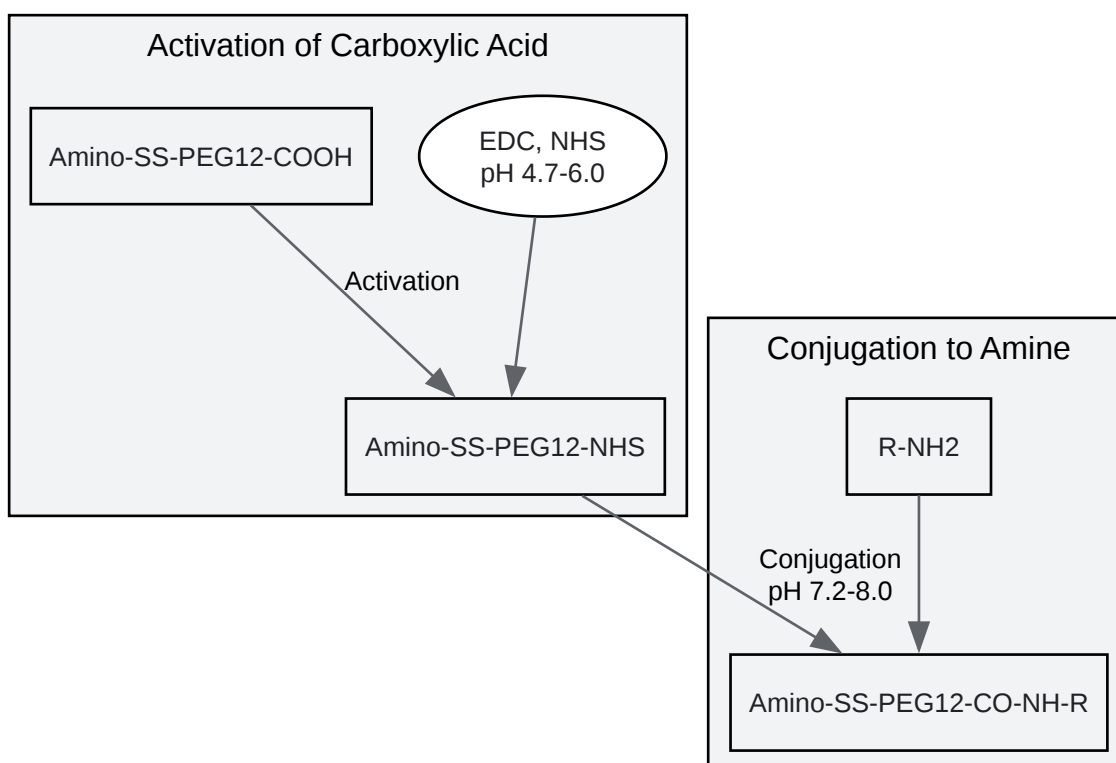 Activation of Carboxylic Acid
Amino-SS-PEG12-COOH
EDC, NHS
pH 4.7-6.0
Activation
Amino-SS-PEG12-NHS
Conjugation to Amine
R-NH2
Conjugation
pH 7.2-8.0
Amino-SS-PEG12-CO-NH-R